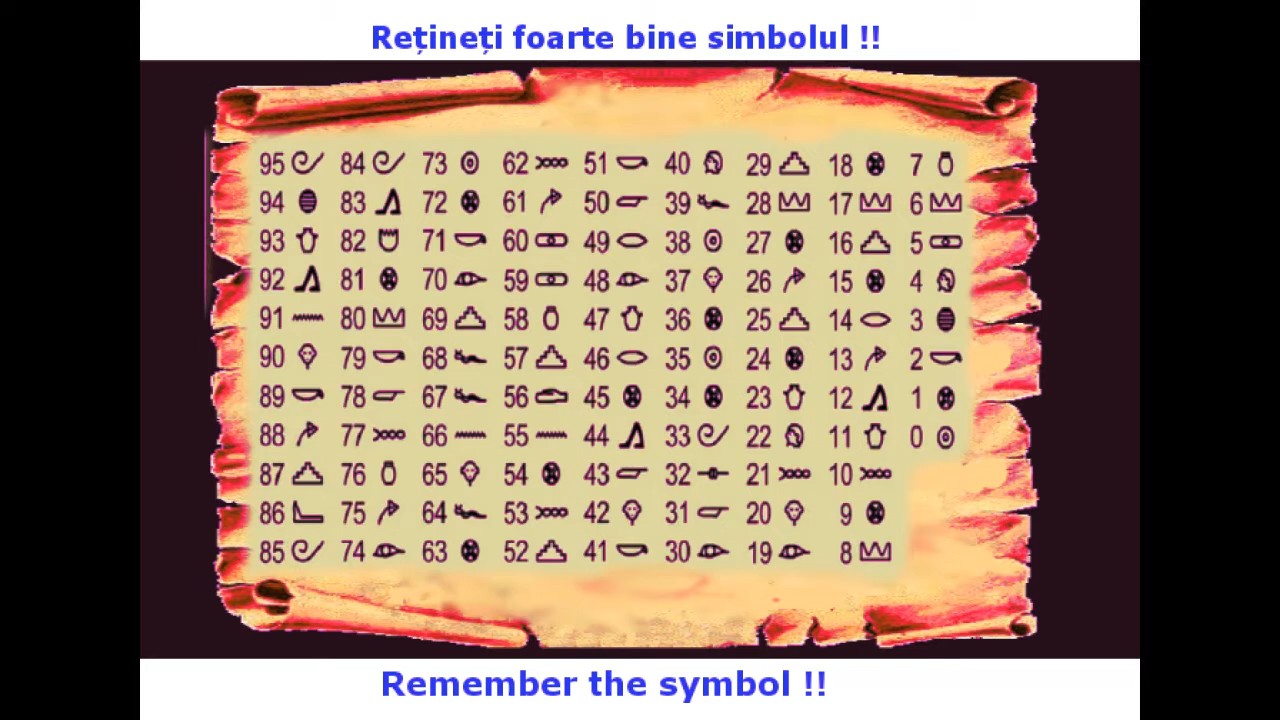 Rețineți foarte bine simbolul !!
95 84 73 62 51 40 29 18 7
94 83 72 61 50 39 28 17 6
93 82 71 60 49 38 27 16 5
92 81 70 59 48 37 26 15 4
91 80 69 58 47 36 25 14 3
90 79 68 57 46 35 24 13 2
89 78 67 56 45 34 23 12 1
88 77 66 55 44 33 22 11 0
87 76 65 54 43 32 21 10
86 75 64 53 42 31 20 9
85 74 63 52 41 30 19 8
Remember the symbol !!